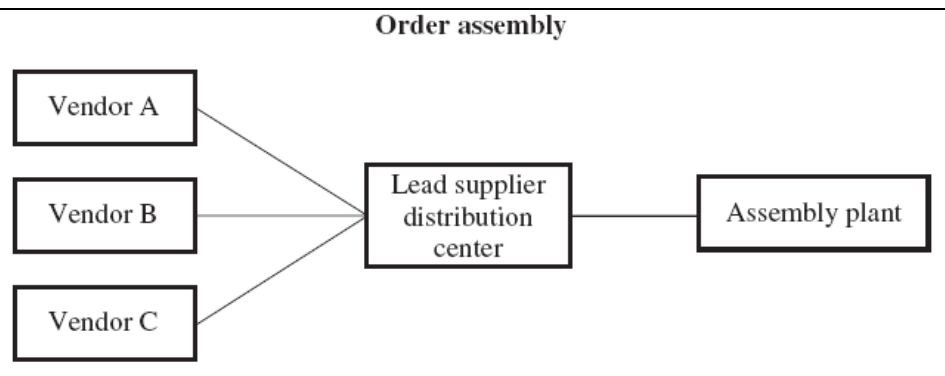 Order assembly
Vendor A
Vendor B
Vendor C
Lead supplier
distribution
center
Assembly plant